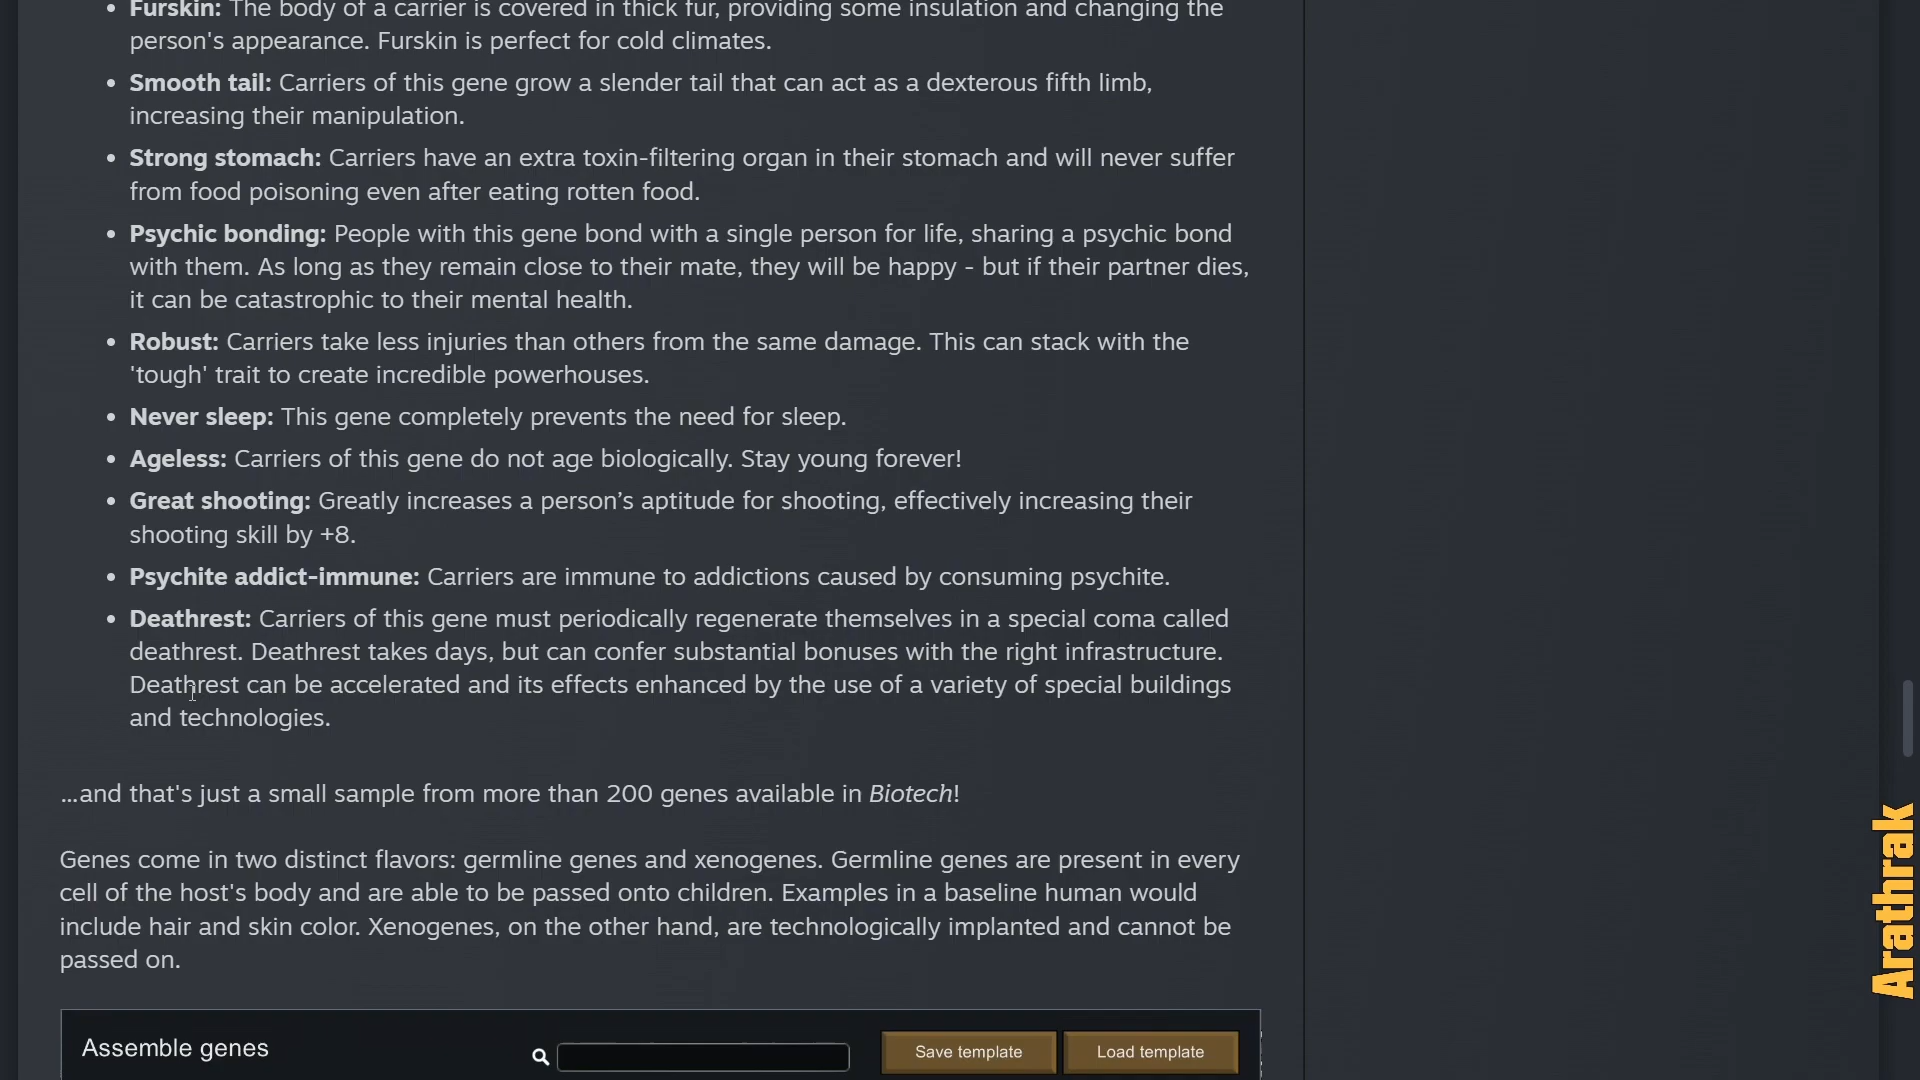 • Furskin: The body of a carrier is covered in thick fur, providing some insulation and changing the
person's appearance. Furskin is perfect for cold climates.
• Smooth tail: Carriers of this gene grow a slender tail that can act as a dexterous fifth limb,
increasing their manipulation.
• Strong stomach: Carriers have an extra toxin-filtering organ in their stomach and will never suffer
from food poisoning even after eating rotten food.
• Psychic bonding: People with this gene bond with a single person for life, sharing a psychic bond
with them. As long as they remain close to their mate, they will be happy - but if their partner dies,
it can be catastrophic to their mental health.
• Robust: Carriers take less injuries than others from the same damage. This can stack with the
'tough' trait to create incredible powerhouses.
• Never sleep: This gene completely prevents the need for sleep.
• Ageless: Carriers of this gene do not age biologically. Stay young forever!
• Great shooting: Greatly increases a person’s aptitude for shooting, effectively increasing their
shooting skill by +8.
• Psychite addict-immune: Carriers are immune to addictions caused by consuming psychite.
• Deathrest: Carriers of this gene must periodically regenerate themselves in a special coma called
deathrest. Deathrest takes days, but can confer substantial bonuses with the right infrastructure.
Deathrest can be accelerated and its effects enhanced by the use of a variety of special buildings
and technologies.
...and that's just a small sample from more than 200 genes available in Biotech!
Genes come in two distinct flavors: germline genes and xenogenes. Germline genes are present in every
cell of the host's body and are able to be passed onto children. Examples in a baseline human would
include hair and skin color. Xenogenes, on the other hand, are technologically implanted and cannot be
passed on.
Assemble genes
Save template
Load template
Arathrak